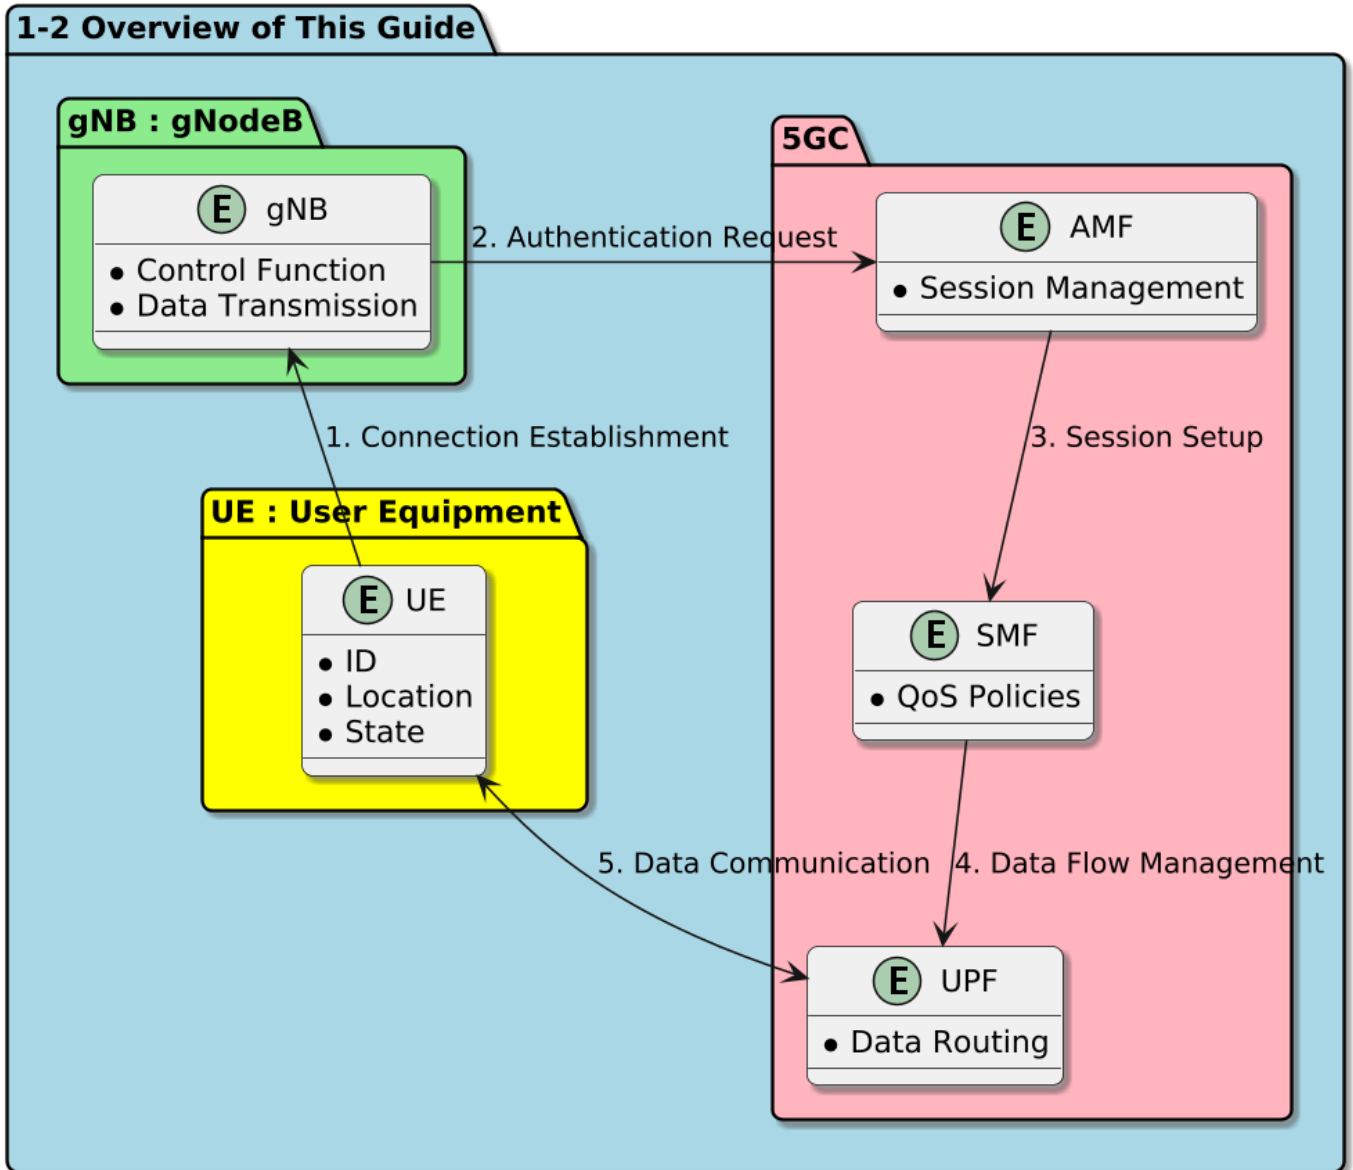 1-2 Overview of This Guide
gNB : gNodeB
E gNB
Control Function
Data Transmission
5GC
E AMF
Session Management
2. Authentication Request
1. Connection Establishment
3. Session Setup
UE : User Equipment
E UE
ID
Location
State
E SMF
QoS Policies
5. Data Communication
4. Data Flow Management
E UPF
Data Routing